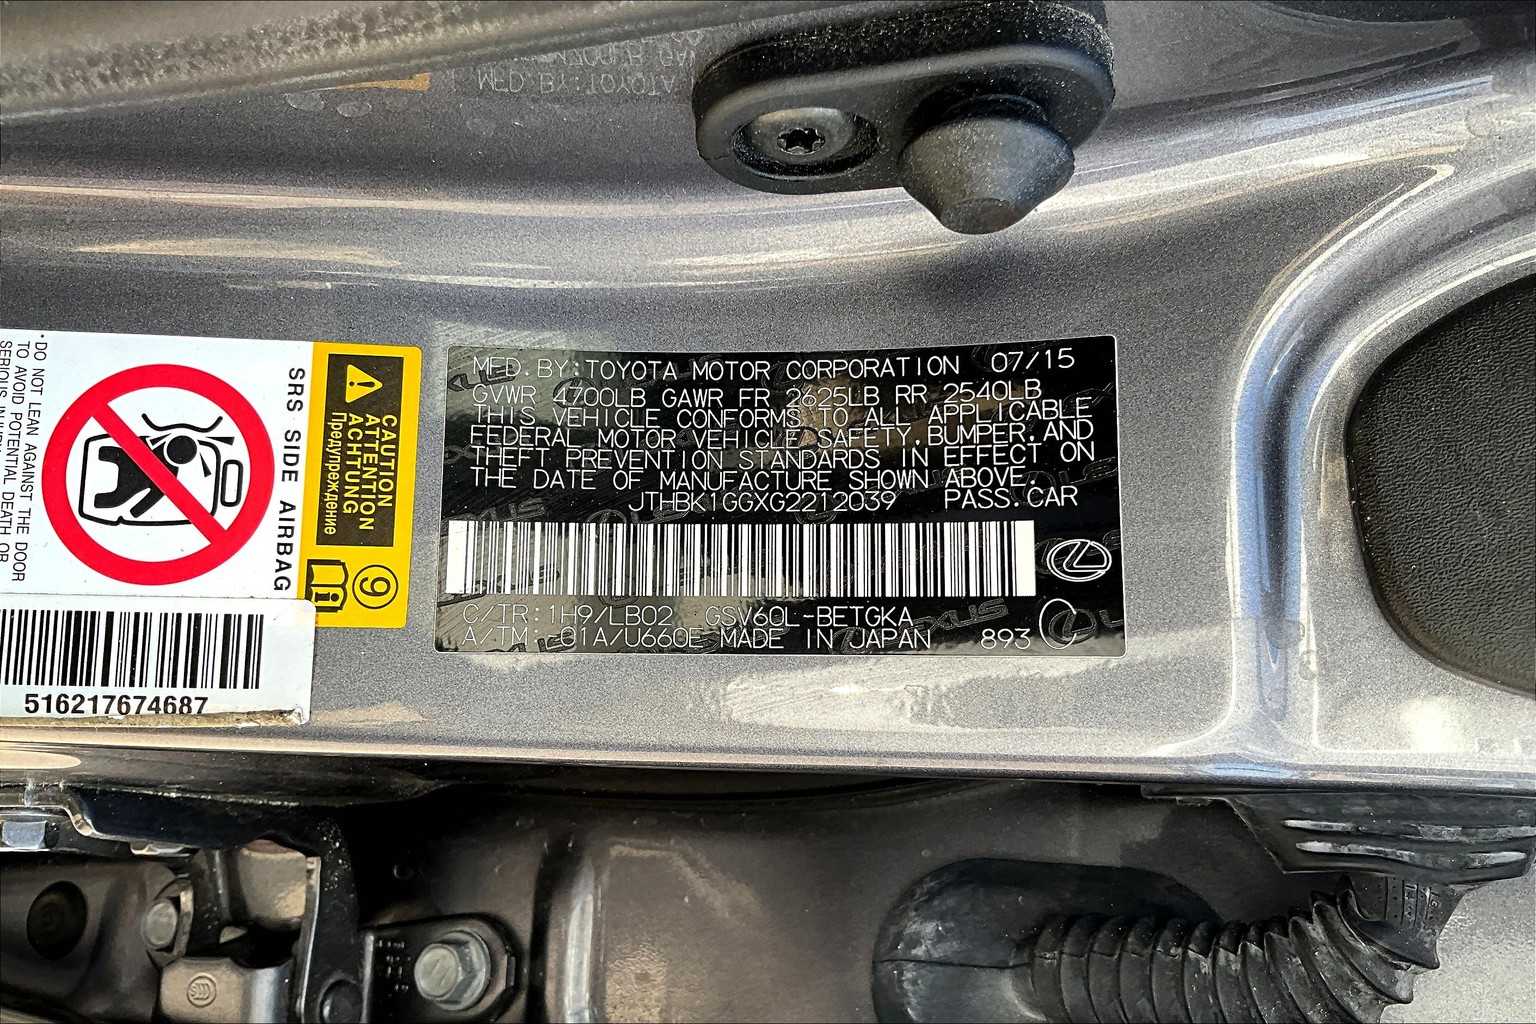 MFD. BY: TOYOTA MOTOR CORPORATION 07/15
GVWR 4700LB GAWR FR 2625LB RR 2540LB
THIS VEHICLE CONFORMS TO ALL APPLICABLE
FEDERAL MOTOR VEHICLE SAFETY, BUMPER, AND
THEFT PREVENTION STANDARDS IN EFFECT ON
THE DATE OF MANUFACTURE SHOWN ABOVE.
JTHBK1GGXG2212039 PASS. CAR
C/TR: 1H9/LB02 GSV60L-BETGKA
A/TM: 01A/U660E MADE IN JAPAN 893
CAUTION
ATTENTION
ACHTUNG
Предупреждение
9
SRS SIDE AIRBAG
· DO NOT LEAN AGAINST THE DOOR
TO AVOID POTENTIAL DEATH OR
SERIOUS INJURY
516217674687